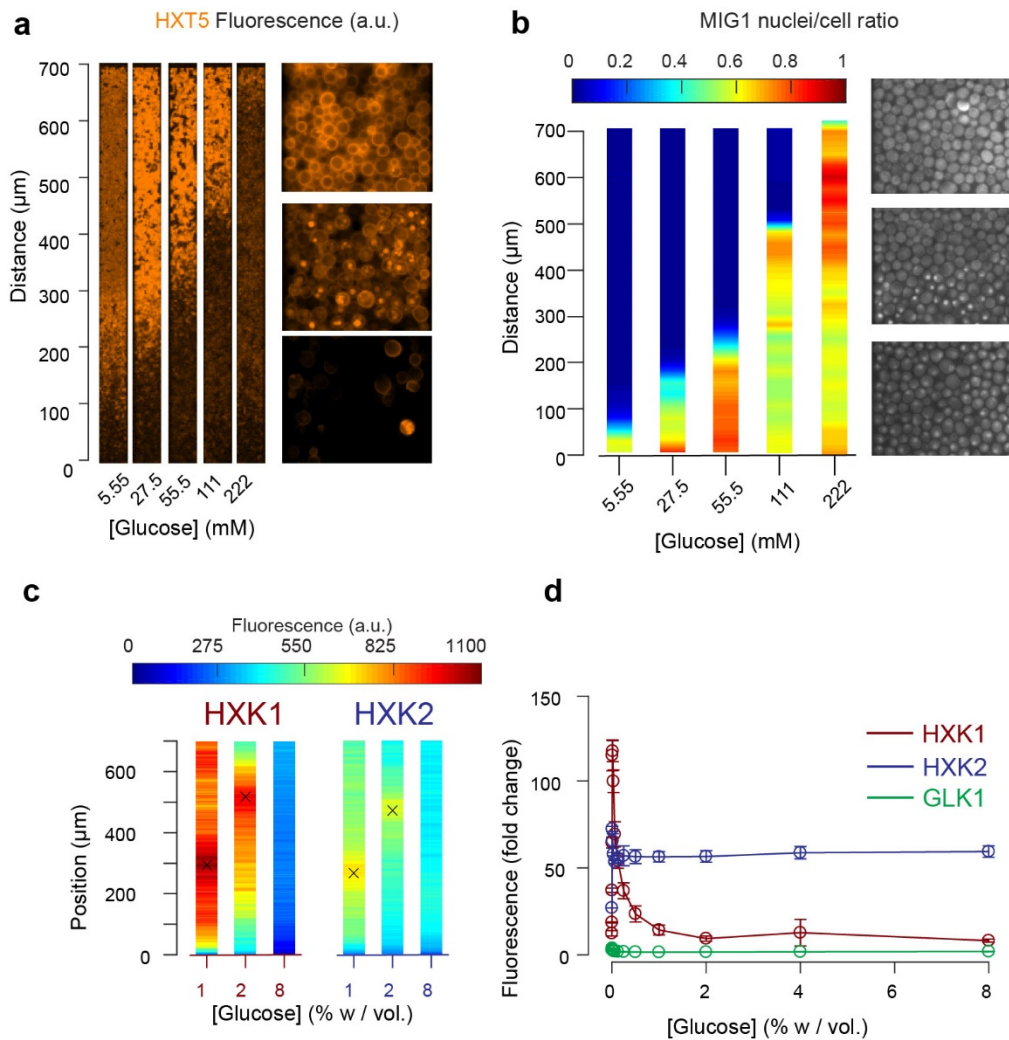 a
HXT5 Fluorescence (a.u.)
700
600
500
400
300
200
100
0
Distance (µm)
5.55 27.5 55.5 111 222
[Glucose] (mM)
b
MIG1 nuclei/cell ratio
0 0.2 0.4 0.6 0.8 1
700
600
500
400
300
200
100
0
Distance (µm)
5.55 27.5 55.5 111 222
[Glucose] (mM)
c
Fluorescence (a.u.)
0 275 550 825 1100
HXK1 HXK2
600
400
200
0
Position (µm)
1 2 8 1 2 8
[Glucose] (% w / vol.)
d
150
100
50
0
Fluorescence (fold change)
HXK1
HXK2
GLK1
0 2 4 6 8
[Glucose] (% w / vol.)